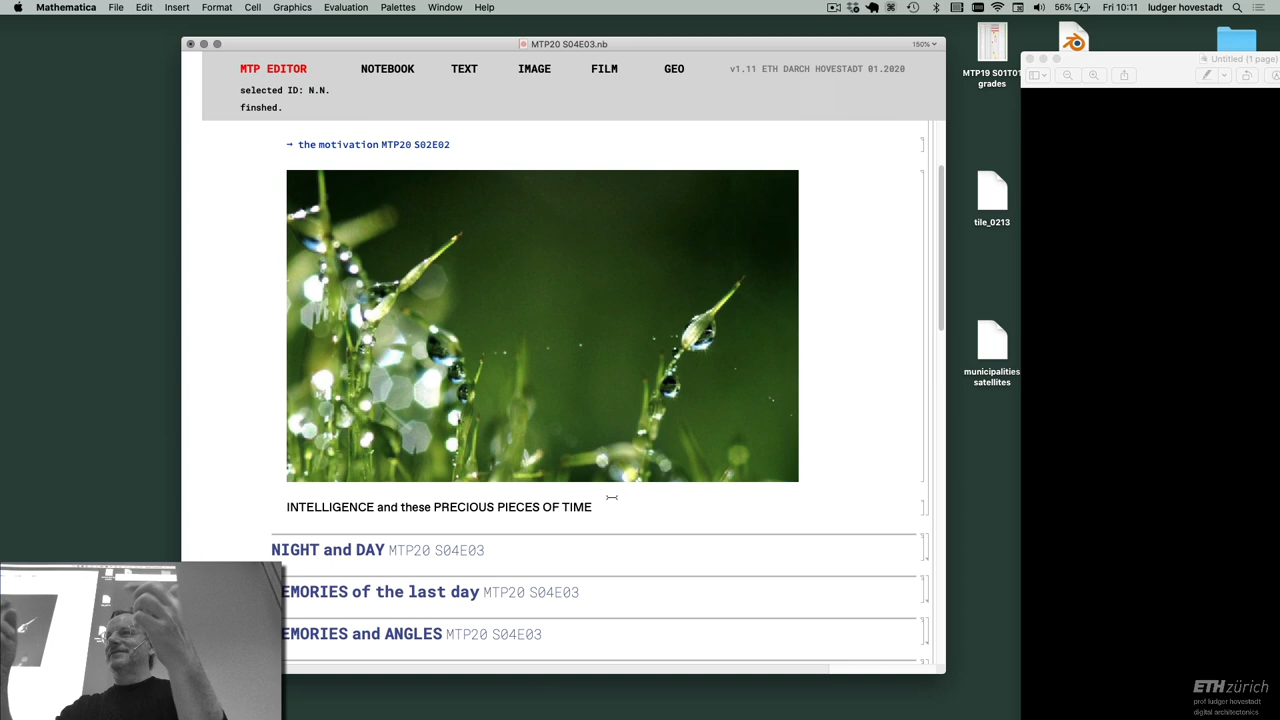 Mathematica File Edit Insert Format Cell Graphics Evaluation Palettes Window Help
56% Fri 10:11 ludger hovestadt
MTP20 S04E03.nb
150%
MTP EDITOR NOTEBOOK TEXT IMAGE FILM GEO v1.11 ETH DARCH HOVESTADT 01.2020
selected ID: N.N.
finshed.
→ the motivation MTP20 S02E02
INTELLIGENCE and these PRECIOUS PIECES OF TIME
NIGHT and DAY MTP20 S04E03
EMORIES of the last day MTP20 S04E03
EMORIES and ANGLES MTP20 S04E03
MTP19 S01T01
grades
tile_0213
municipalities
satellites
Untitled (1 page)
ETH zürich
prof ludger hovestadt
digital architectonics